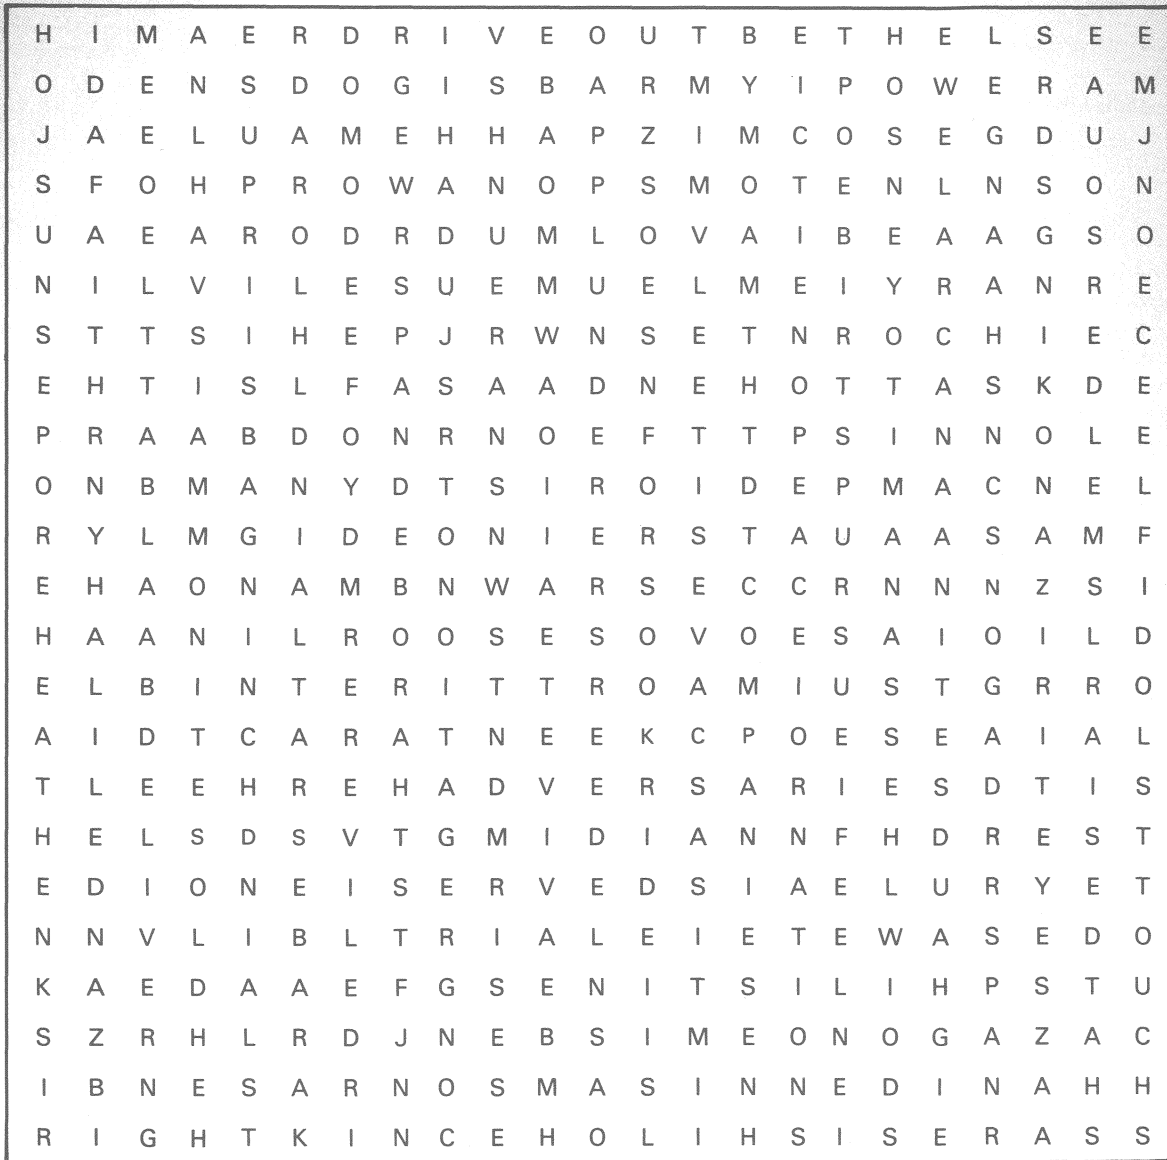 H I M A E R D R I V E O U T B E T H E L S E E
O D E N S D O G I S B A R M Y I P O W E R A M
J A E L U A M E H H A P Z I M C O S E G D U J
S F O H P R O W A N O P S M O T E N L N S O N
U A E A R O D R D U M L O V A I B E A A G S O
N I L V I L E S U E M U E L M E I Y R A N R E
S T T S I H E P J R W N S E T N R O C H I E C
E H T I S L F A S A A D N E H O T T A S K D E
P R A A B D O N R N O E F T T P S I N N O L E
O N B M A N Y D T S I R O I D E P M A C N E L
R Y L M G I D E O N I E R S T A U A A S A M F
E H A O N A M B N W A R S E C C R N N N Z S I
H A A N I L R O O S E S O V O E S A I O I L D
E L B I N T E R I T T R O A M I U S T G R R O
A I D T C A R A T N E E K C P O E S E A I A L
T L E E H R E H A D V E R S A R I E S D T I S
H E L S D S V T G M I D I A N N F H D R E S T
E D I O N E I S E R V E D S I A E L U R Y E T
N N V L I B L T R I A L E I E T E W A S E D O
K A E D A A E F G S E N I T S I L I H P S T U
S Z R H L R D J N E B S I M E O N O G A Z A C
I B N E S A R N O S M A S I N N E D I N A H H
R I G H T K I N C E H O L I H S I S E R A S S